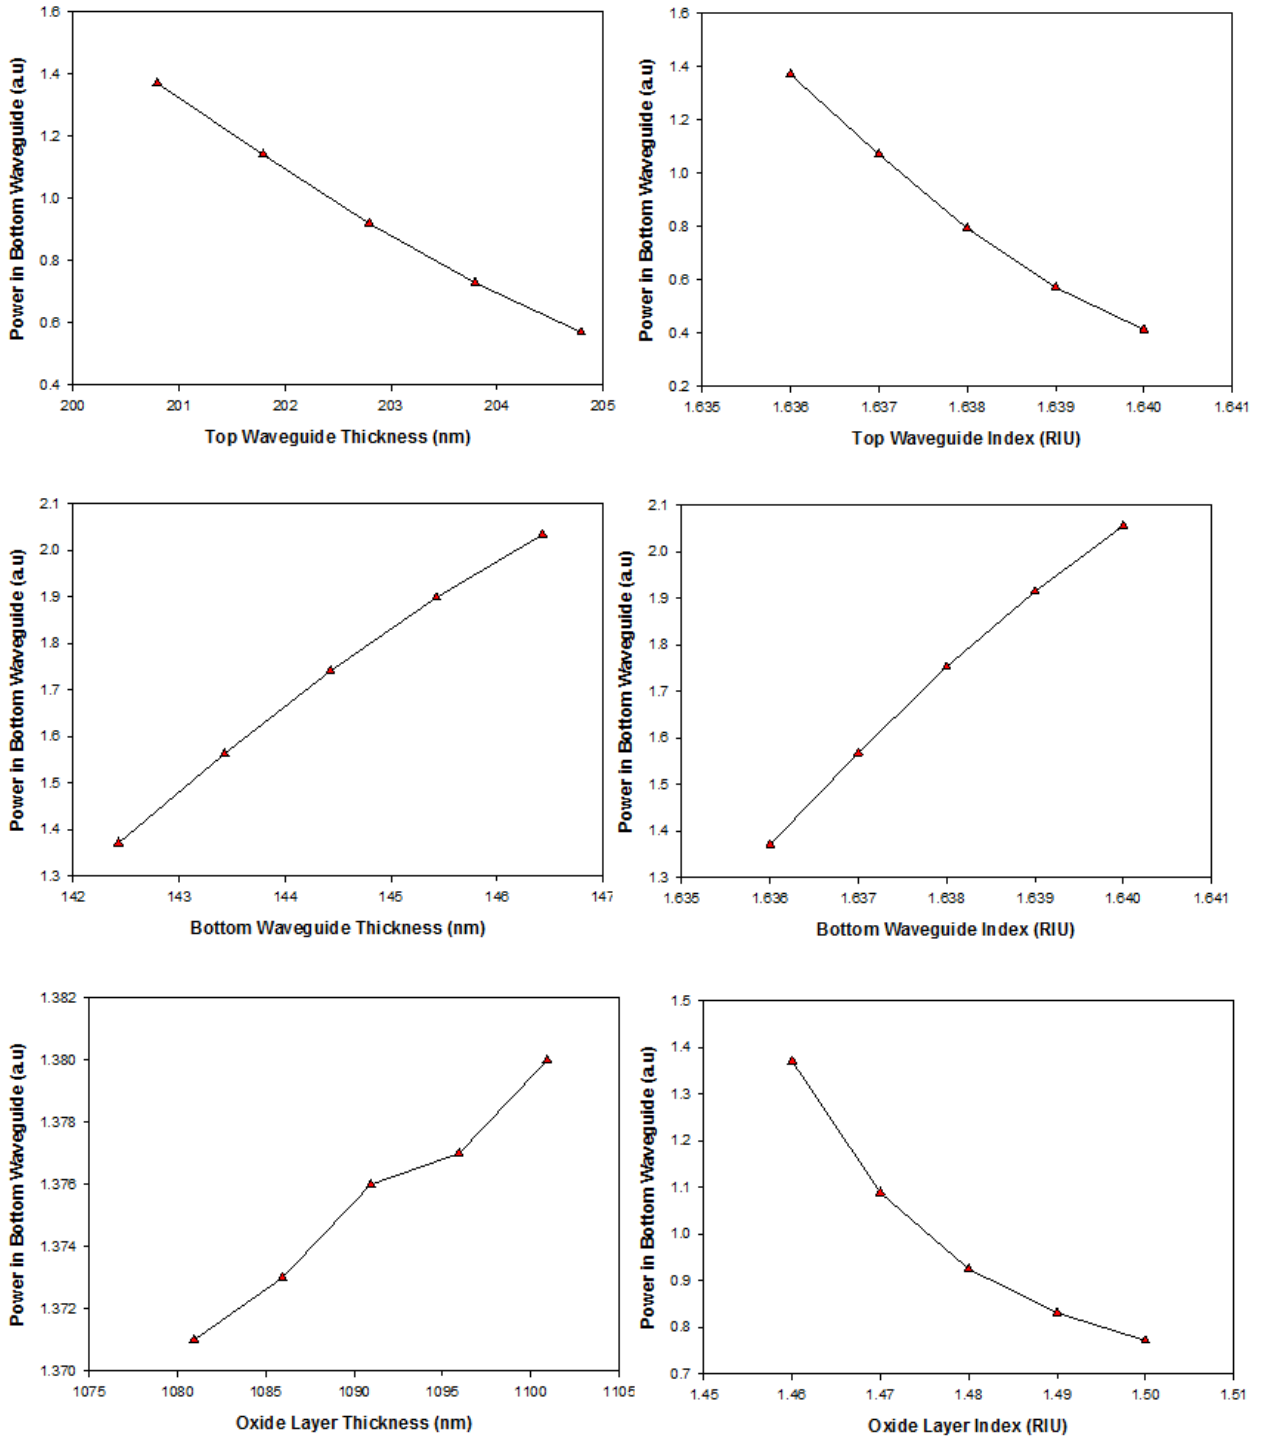 Power in Bottom Waveguide (a.u)
1.6
1.4
1.2
1.0
0.8
0.6
0.4
200 201 202 203 204 205
Top Waveguide Thickness (nm)
Power in Bottom Waveguide (a.u)
1.6
1.4
1.2
1.0
0.8
0.6
0.4
0.2
1.635 1.636 1.637 1.638 1.639 1.640 1.641
Top Waveguide Index (RIU)
Power in Bottom Waveguide (a.u)
2.1
2.0
1.9
1.8
1.7
1.6
1.5
1.4
1.3
142 143 144 145 146 147
Bottom Waveguide Thickness (nm)
Power in Bottom Waveguide (a.u)
2.1
2.0
1.9
1.8
1.7
1.6
1.5
1.4
1.3
1.635 1.636 1.637 1.638 1.639 1.640 1.641
Bottom Waveguide Index (RIU)
Power in Bottom Waveguide (a.u)
1.382
1.380
1.378
1.376
1.374
1.372
1.370
1075 1080 1085 1090 1095 1100 1105
Oxide Layer Thickness (nm)
Power in Bottom Waveguide (a.u)
1.5
1.4
1.3
1.2
1.1
1.0
0.9
0.8
0.7
1.45 1.46 1.47 1.48 1.49 1.50 1.51
Oxide Layer Index (RIU)